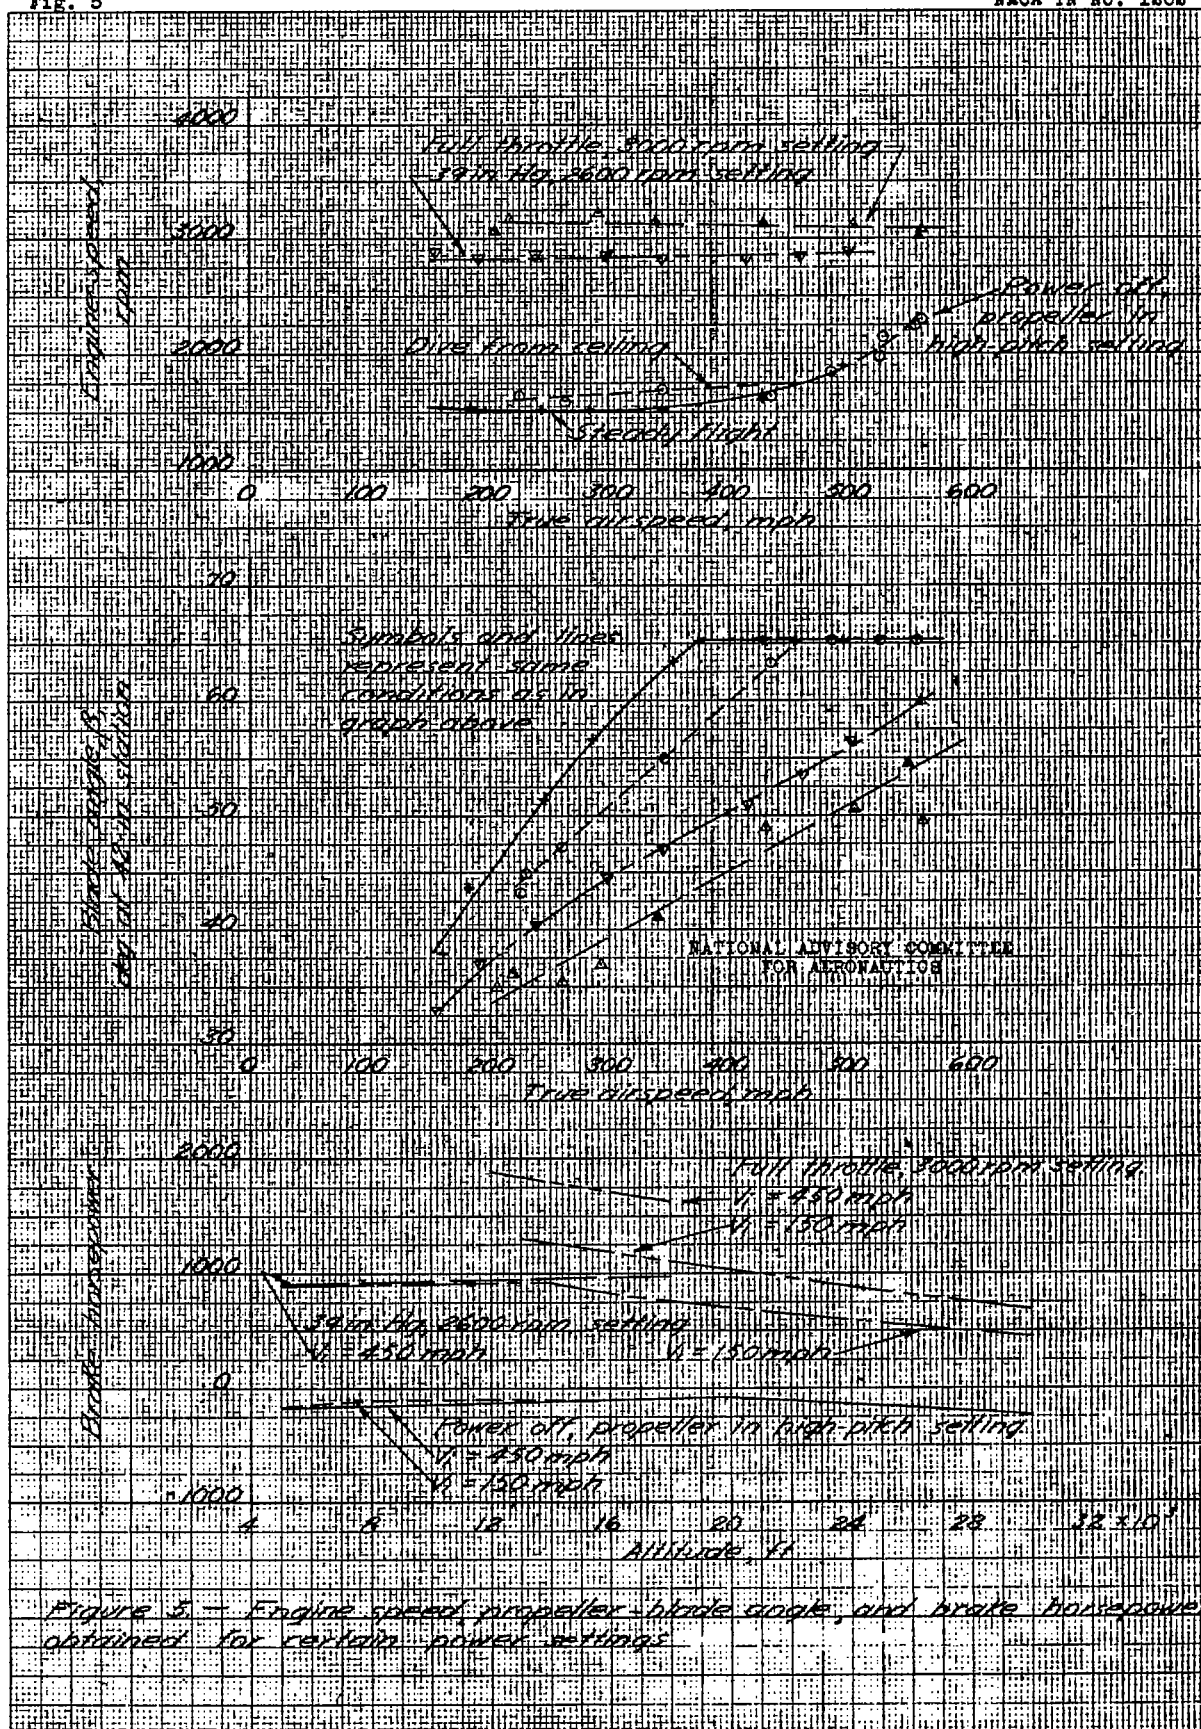 Fig. 5
NACA TN No. 1202
4000
Full throttle, 3000 rpm setting
39 in Hg, 2600 rpm setting
3000
Engine speed,
rpm
Power off,
propeller in
high-pitch setting
2000
Dive from ceiling
Steady flight
1000
0 100 200 300 400 500 600
True airspeed, mph
70
Symbols and lines
represent same
conditions as in
graph above
60
Blade angle, β,
deg at 42-in station
50
40
NATIONAL ADVISORY COMMITTEE
FOR AERONAUTICS
30
0 100 200 300 400 500 600
True airspeed, mph
2000
Full throttle, 3000 rpm setting
Vi = 450 mph
Vi = 150 mph
1000
Brake horsepower
39 in Hg, 2600 rpm setting
Vi = 450 mph Vi = 150 mph
0
Power off, propeller in high-pitch setting
Vi = 450 mph
Vi = 150 mph
-1000
4 8 12 16 20 24 28 32 × 10³
Altitude, ft
Figure 5. - Engine speed, propeller-blade angle, and brake horsepowe
obtained for certain power settings